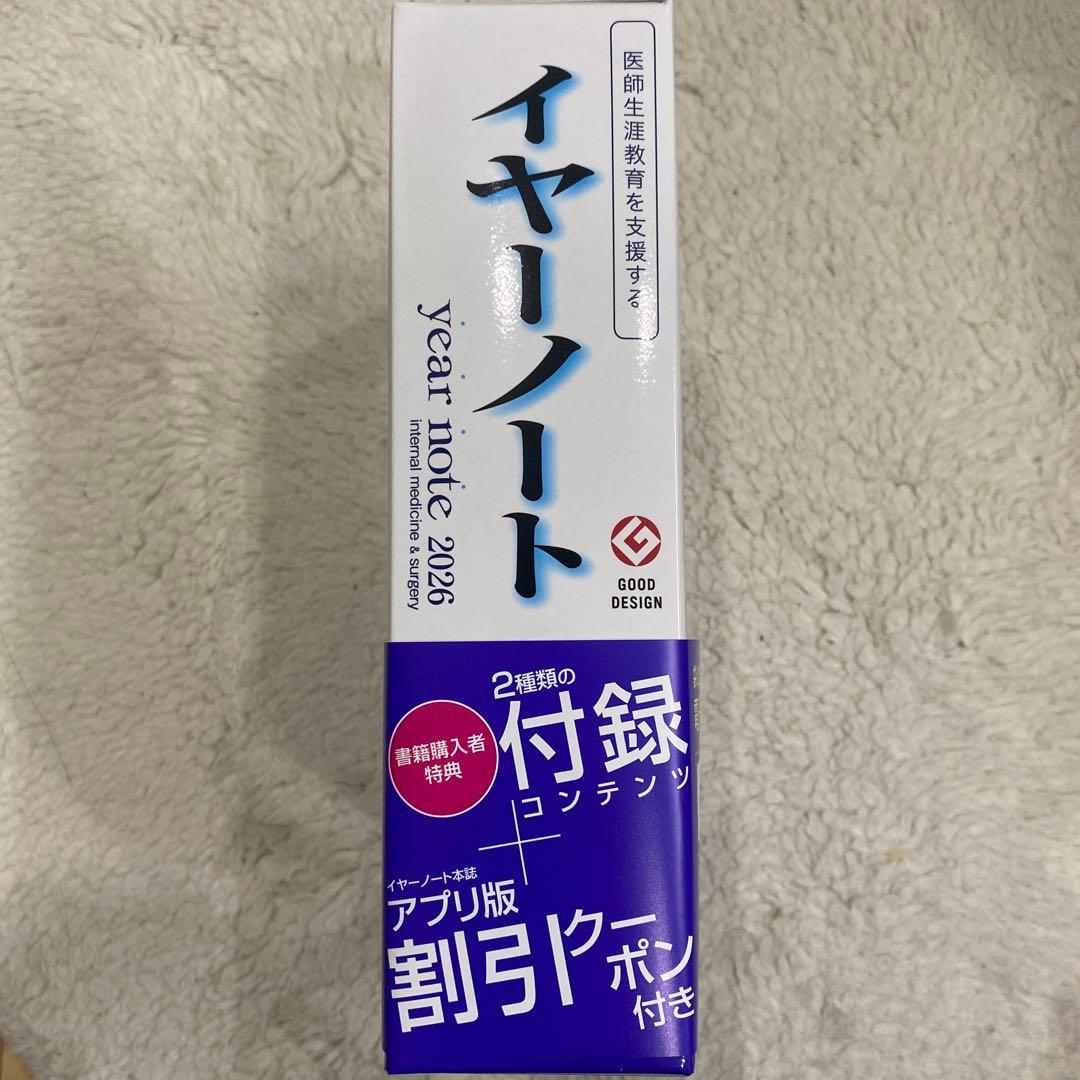 医師生涯教育を支援する
イヤーノート
year note 2026
internal medicine & surgery
GOOD
DESIGN
書籍購入者
特典
2種類の
付録
コンテンツ
+
イヤーノート本誌
アプリ版
割引クーポン
付き